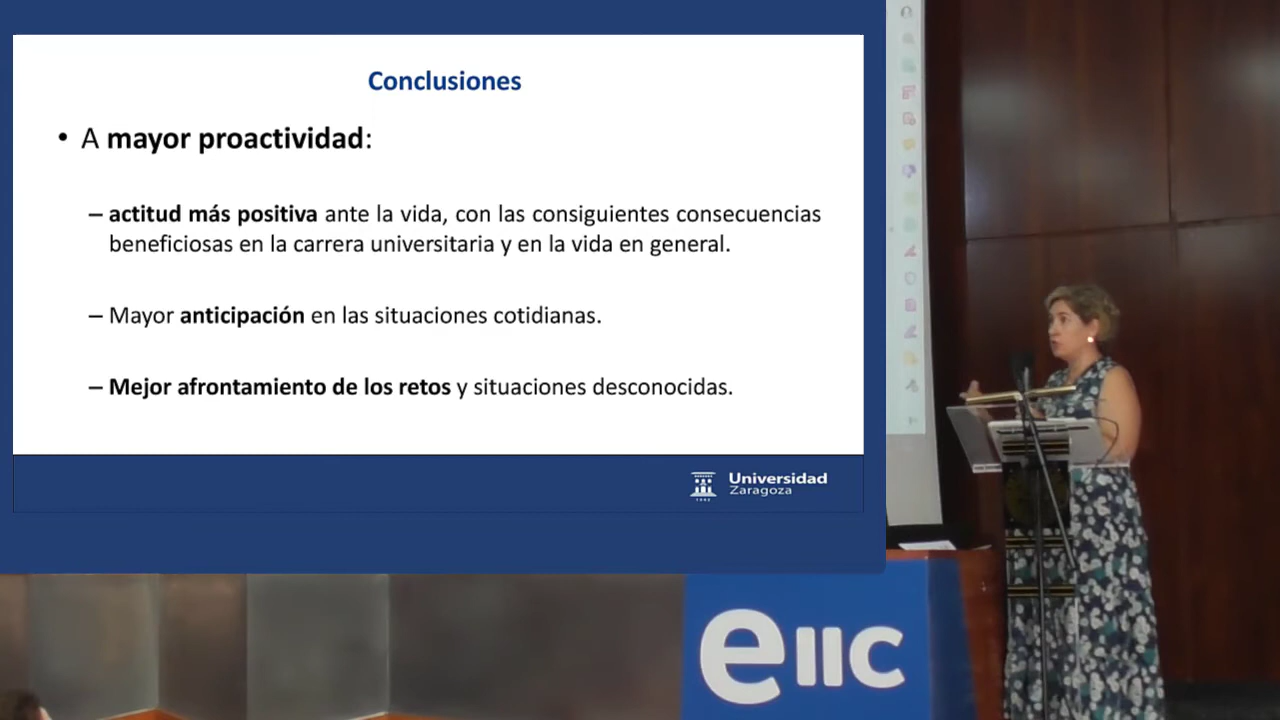 Conclusiones
• A mayor proactividad:
– actitud más positiva ante la vida, con las consiguientes consecuencias
beneficiosas en la carrera universitaria y en la vida en general.
– Mayor anticipación en las situaciones cotidianas.
– Mejor afrontamiento de los retos y situaciones desconocidas.
Universidad
Zaragoza
eIIC